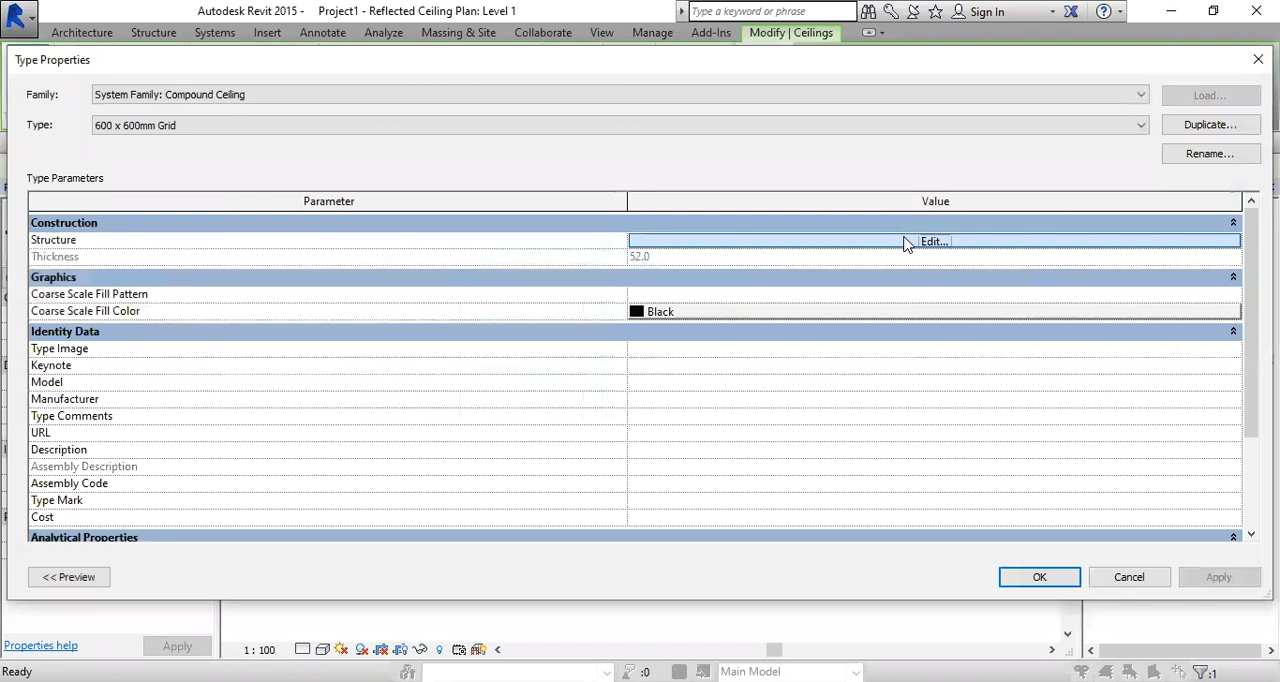 Autodesk Revit 2015 - Project1 - Reflected Ceiling Plan: Level 1 Type a keyword or phrase Sign In
Architecture Structure Systems Insert Annotate Analyze Massing & Site Collaborate View Manage Add-Ins Modify | Ceilings
Type Properties
Family: System Family: Compound Ceiling Load...
Type: 600 x 600mm Grid Duplicate...
Rename...
Type Parameters
Parameter Value
Construction
Structure Edit...
Thickness 52.0
Graphics
Coarse Scale Fill Pattern
Coarse Scale Fill Color Black
Identity Data
Type Image
Keynote
Model
Manufacturer
Type Comments
URL
Description
Assembly Description
Assembly Code
Type Mark
Cost
Analytical Properties
<< Preview OK Cancel Apply
Properties help Apply 1 : 100
Ready :0 Main Model :1